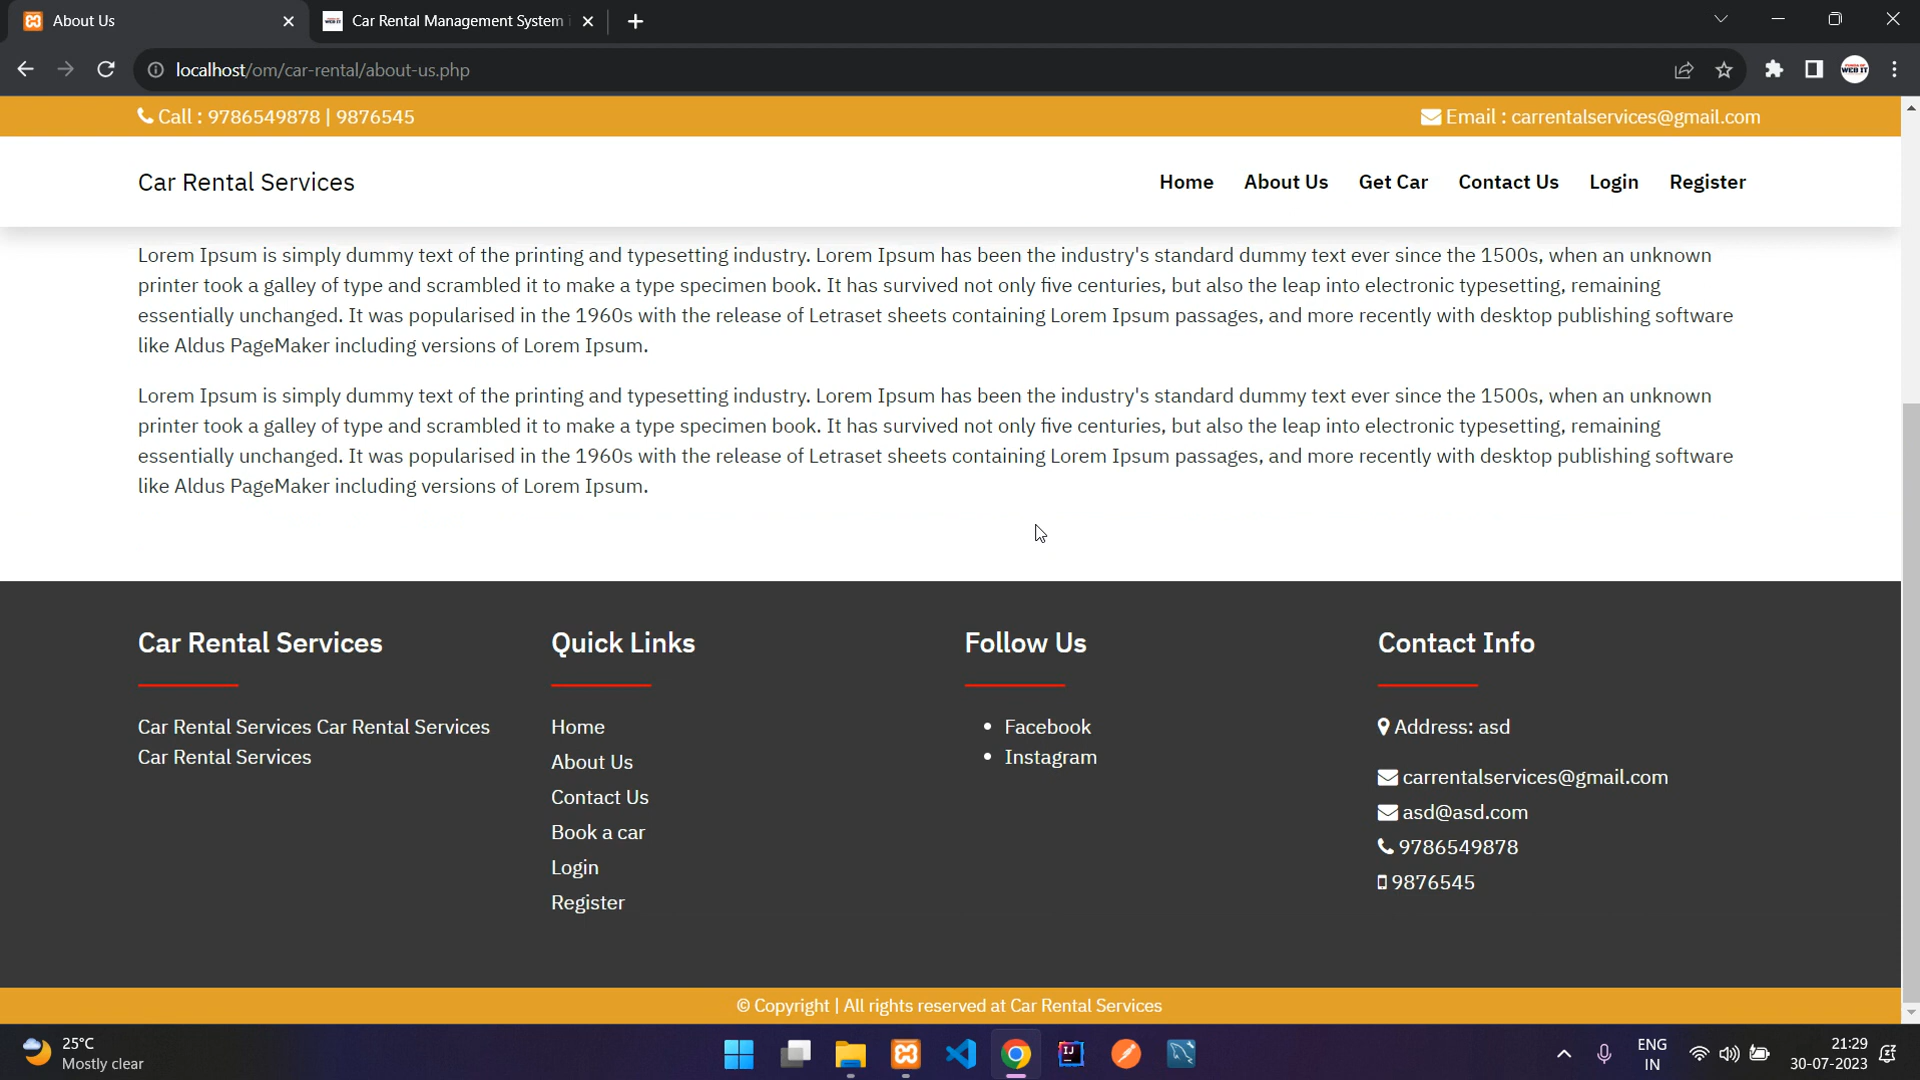 About Us
Car Rental Management System
localhost/om/car-rental/about-us.php
WEB IT
Call : 9786549878 | 9876545
Email : carrentalservices@gmail.com
Car Rental Services
Home
About Us
Get Car
Contact Us
Login
Register
Lorem Ipsum is simply dummy text of the printing and typesetting industry. Lorem Ipsum has been the industry's standard dummy text ever since the 1500s, when an unknown
printer took a galley of type and scrambled it to make a type specimen book. It has survived not only five centuries, but also the leap into electronic typesetting, remaining
essentially unchanged. It was popularised in the 1960s with the release of Letraset sheets containing Lorem Ipsum passages, and more recently with desktop publishing software
like Aldus PageMaker including versions of Lorem Ipsum.
Lorem Ipsum is simply dummy text of the printing and typesetting industry. Lorem Ipsum has been the industry's standard dummy text ever since the 1500s, when an unknown
printer took a galley of type and scrambled it to make a type specimen book. It has survived not only five centuries, but also the leap into electronic typesetting, remaining
essentially unchanged. It was popularised in the 1960s with the release of Letraset sheets containing Lorem Ipsum passages, and more recently with desktop publishing software
like Aldus PageMaker including versions of Lorem Ipsum.
Car Rental Services
Car Rental Services Car Rental Services
Car Rental Services
Quick Links
Home
About Us
Contact Us
Book a car
Login
Register
Follow Us
• Facebook
• Instagram
Contact Info
Address: asd
carrentalservices@gmail.com
asd@asd.com
9786549878
9876545
© Copyright | All rights reserved at Car Rental Services
25°C
Mostly clear
IJ
ENG
IN
21:29
30-07-2023